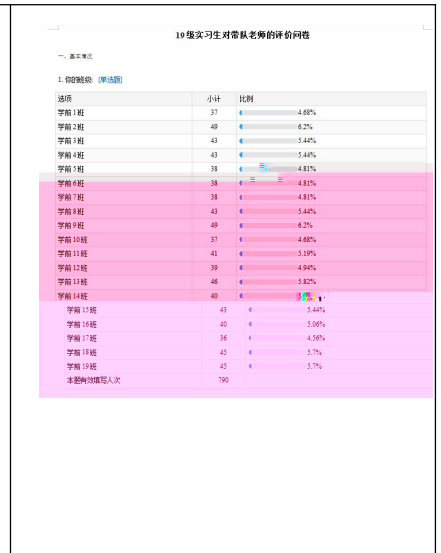 19级实习生对带队老师的评价问卷
一、基本情况
1. 你的班级: [单选题]
选项 小计 比例
学前1班 37 4.68%
学前2班 49 6.2%
学前3班 43 5.44%
学前4班 43 5.44%
学前5班 38 4.81%
学前6班 38 4.81%
学前7班 38 4.81%
学前8班 43 5.44%
学前9班 49 6.2%
学前10班 37 4.68%
学前11班 41 5.19%
学前12班 39 4.94%
学前13班 46 5.82%
学前14班 40
学前15班 43 5.44%
学前16班 40 5.06%
学前17班 36 4.56%
学前18班 45 5.7%
学前19班 45 5.7%
本题有效填写人次 790